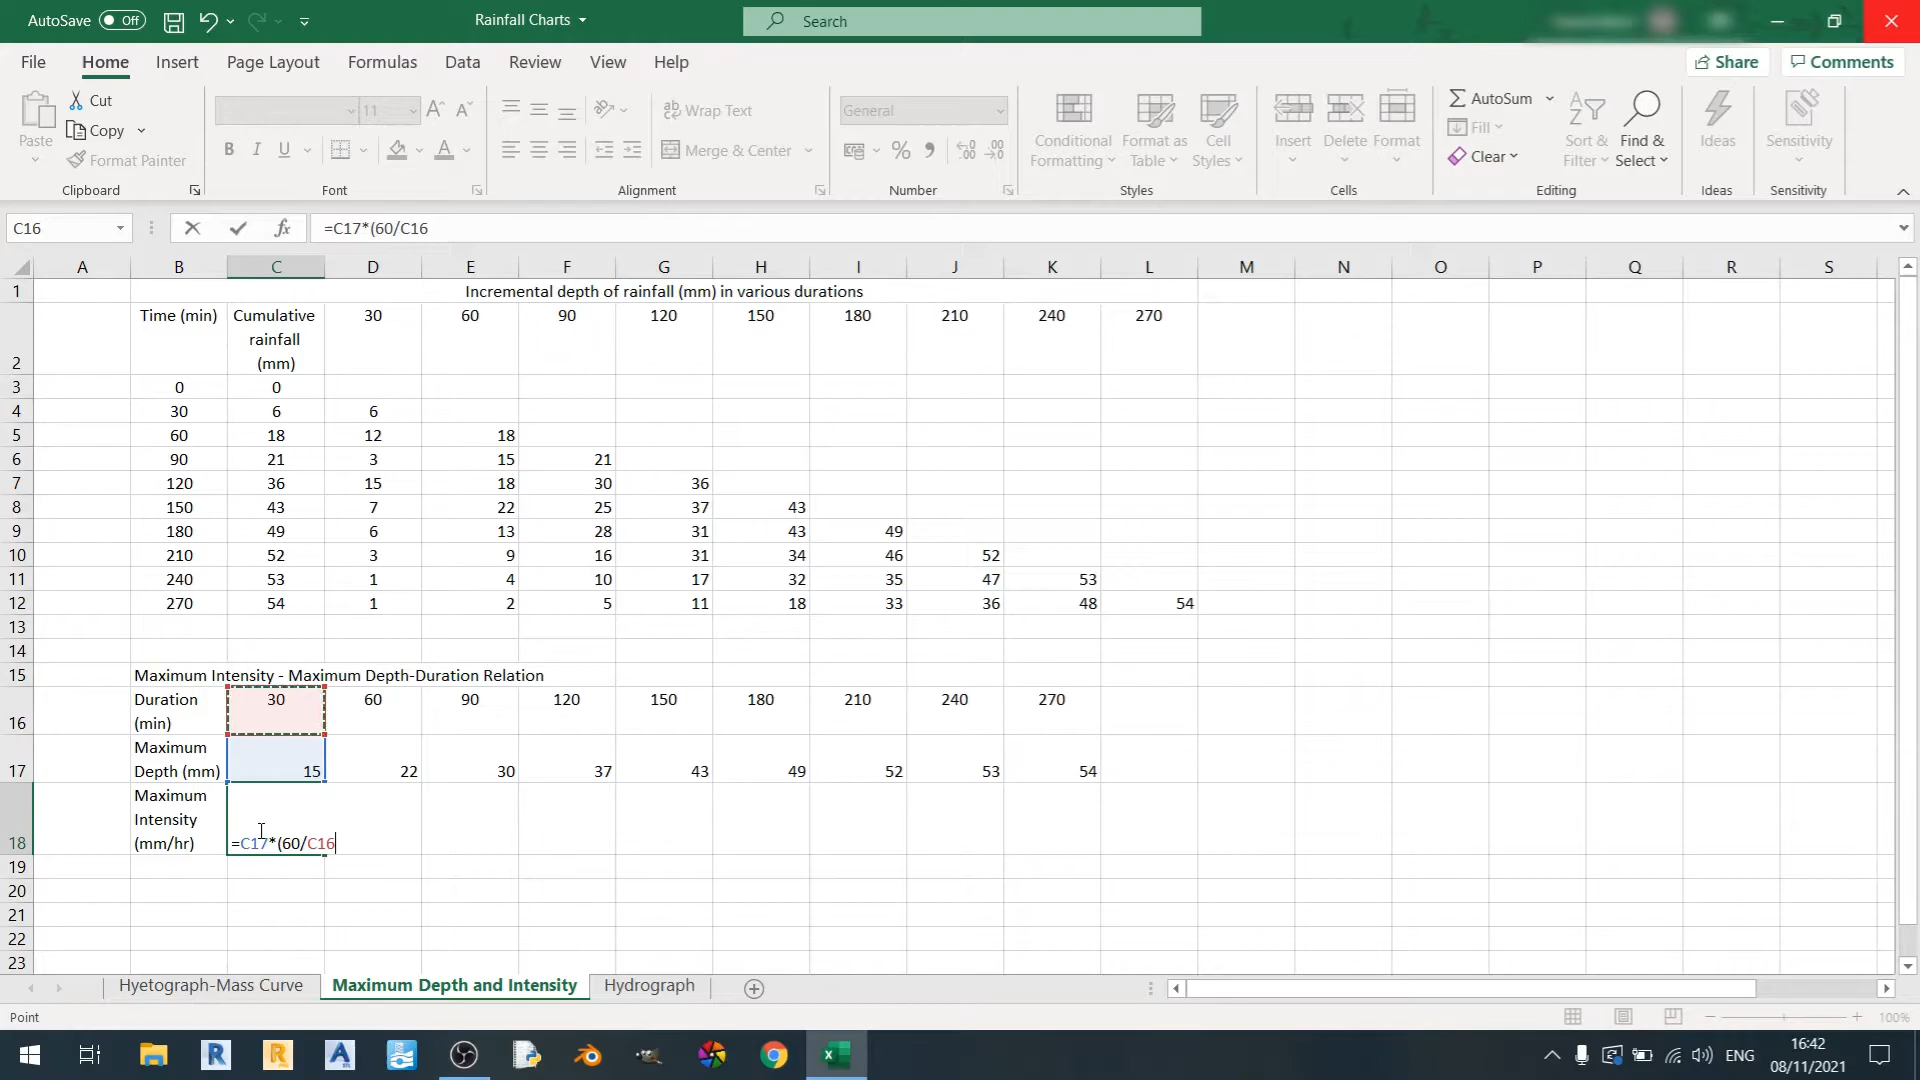 AutoSave Off Rainfall Charts Search
File Home Insert Page Layout Formulas Data Review View Help Share Comments
Paste Cut Copy Format Painter
11 Wrap Text Merge & Center
General
Conditional Formatting Format as Table Cell Styles
Insert Delete Format
AutoSum Fill Clear
Sort & Filter Find & Select
Ideas Sensitivity
Clipboard Font Alignment Number Styles Cells Editing Ideas Sensitivity
C16 fx =C17*(60/C16
A B C D E F G H I J K L M N O P Q R S
1 Incremental depth of rainfall (mm) in various durations
2 Time (min) Cumulative rainfall (mm) 30 60 90 120 150 180 210 240 270
3 0 0
4 30 6 6
5 60 18 12 18
6 90 21 3 15 21
7 120 36 15 18 30 36
8 150 43 7 22 25 37 43
9 180 49 6 13 28 31 43 49
10 210 52 3 9 16 31 34 46 52
11 240 53 1 4 10 17 32 35 47 53
12 270 54 1 2 5 11 18 33 36 48 54
13
14
15 Maximum Intensity - Maximum Depth-Duration Relation
16 Duration (min) 30 60 90 120 150 180 210 240 270
17 Maximum Depth (mm) 15 22 30 37 43 49 52 53 54
18 Maximum Intensity (mm/hr) =C17*(60/C16
19
20
21
22
23
Hyetograph-Mass Curve Maximum Depth and Intensity Hydrograph
Point 100%
ENG 16:42
08/11/2021